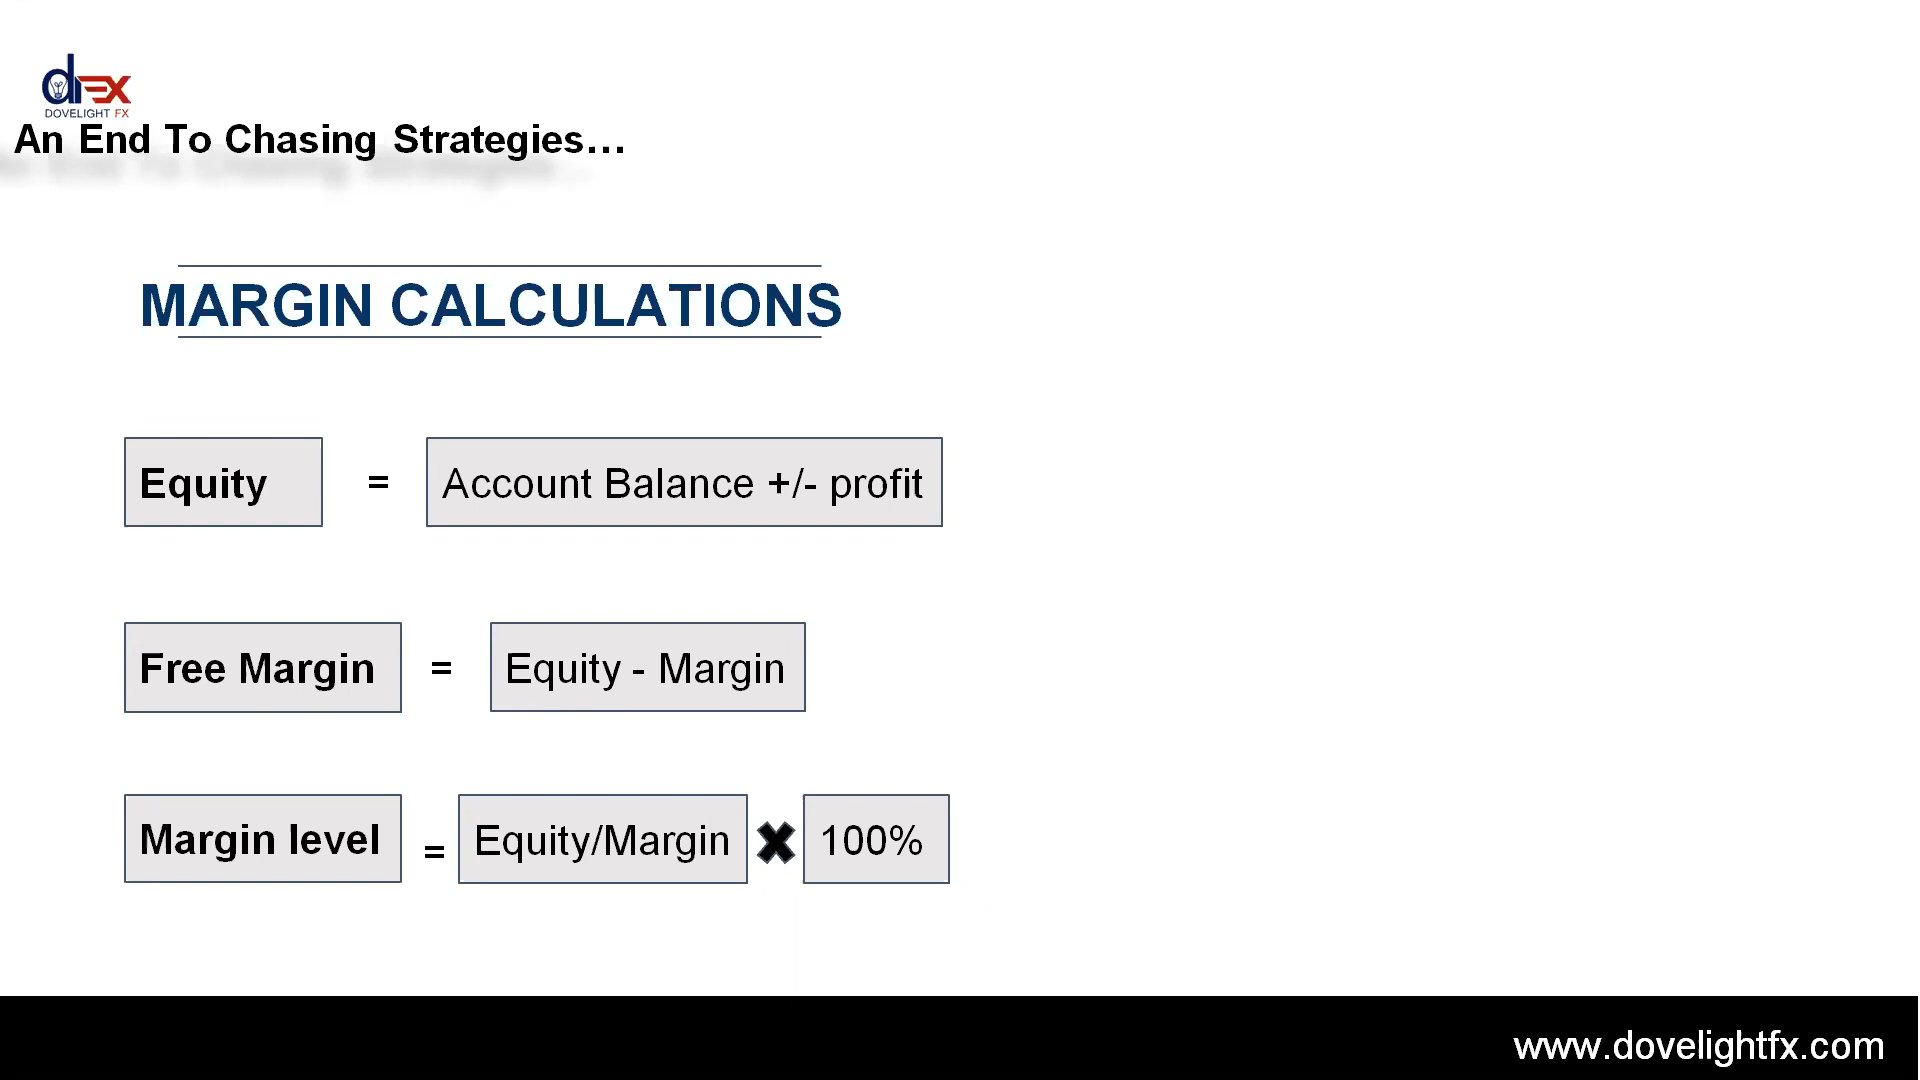 DOVELIGHT FX
An End To Chasing Strategies...
MARGIN CALCULATIONS
Equity = Account Balance +/- profit
Free Margin = Equity - Margin
Margin level = Equity/Margin ✖ 100%
www.dovelightfx.com